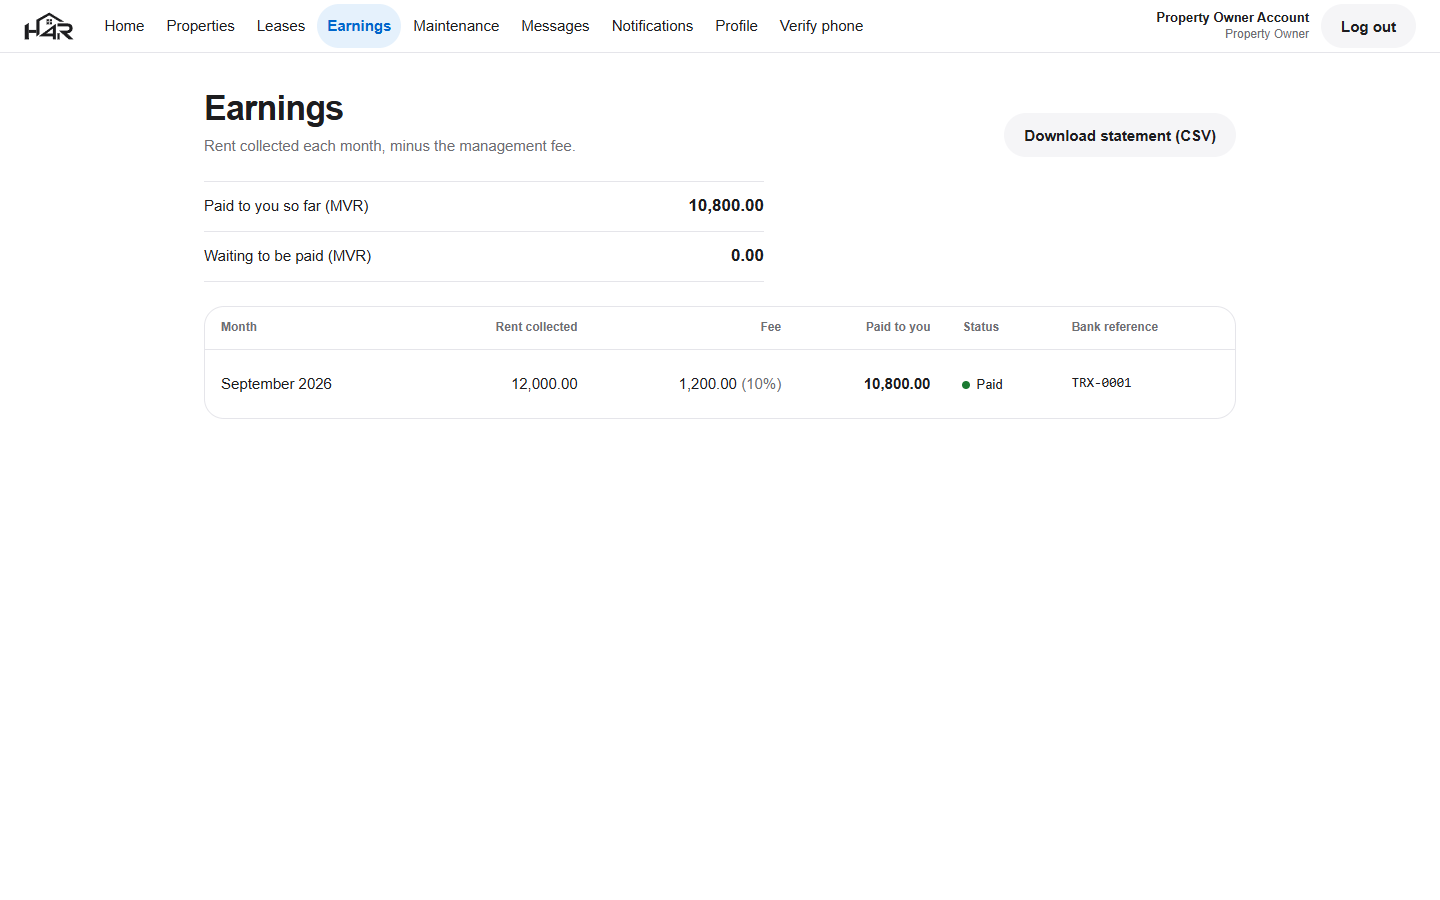 H4R
Home Properties Leases Earnings Maintenance Messages Notifications Profile Verify phone
Property Owner Account
Property Owner
Log out
Earnings
Rent collected each month, minus the management fee.
Download statement (CSV)
Paid to you so far (MVR) 10,800.00
Waiting to be paid (MVR) 0.00
Month Rent collected Fee Paid to you Status Bank reference
September 2026 12,000.00 1,200.00 (10%) 10,800.00 Paid TRX-0001